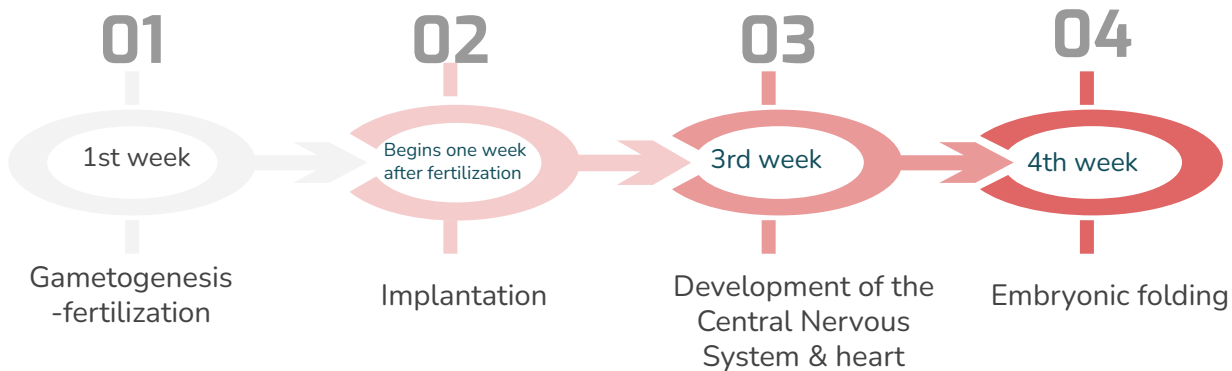 01
02
03
04
1st week
Begins one week
after fertilization
3rd week
4th week
Gametogenesis
-fertilization
Implantation
Development of the
Central Nervous
System & heart
Embryonic folding